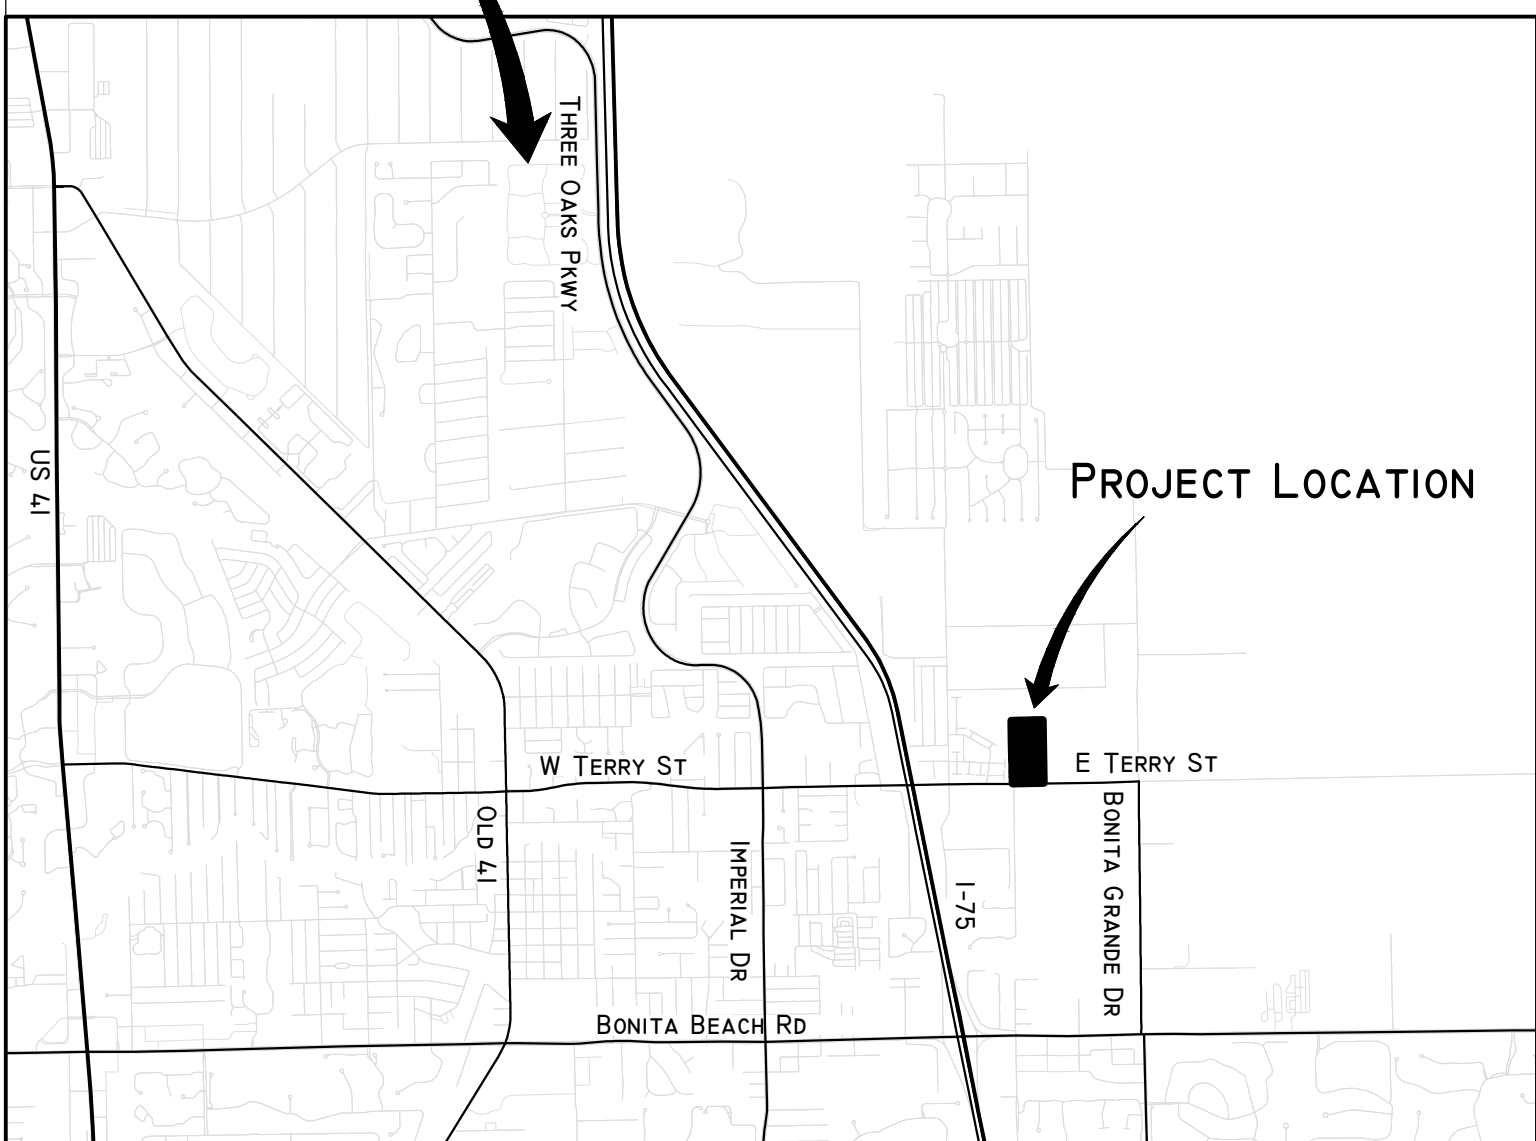 THREE OAKS PKWY
US 41
PROJECT LOCATION
W TERRY ST
E TERRY ST
OLD 41
IMPERIAL DR
I-75
BONITA GRANDE DR
BONITA BEACH RD